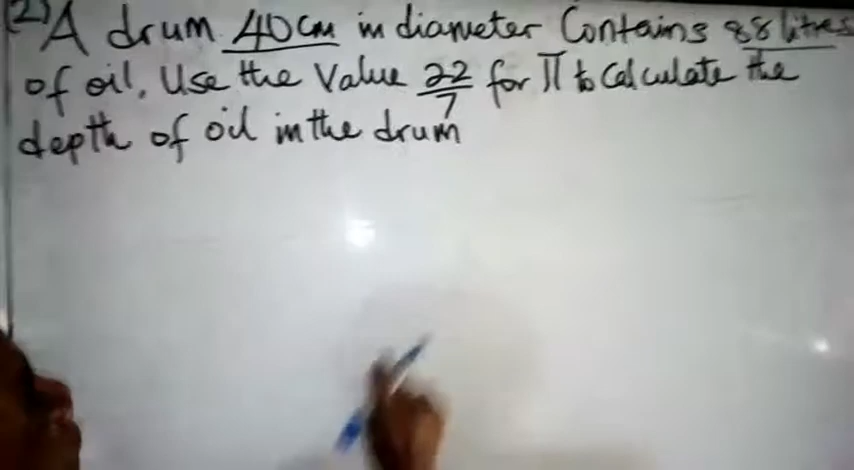 (2) A drum 40cm in diameter Contains 88 litres
of oil. Use the Value 22/7 for π to Calculate the
depth of oil in the drum